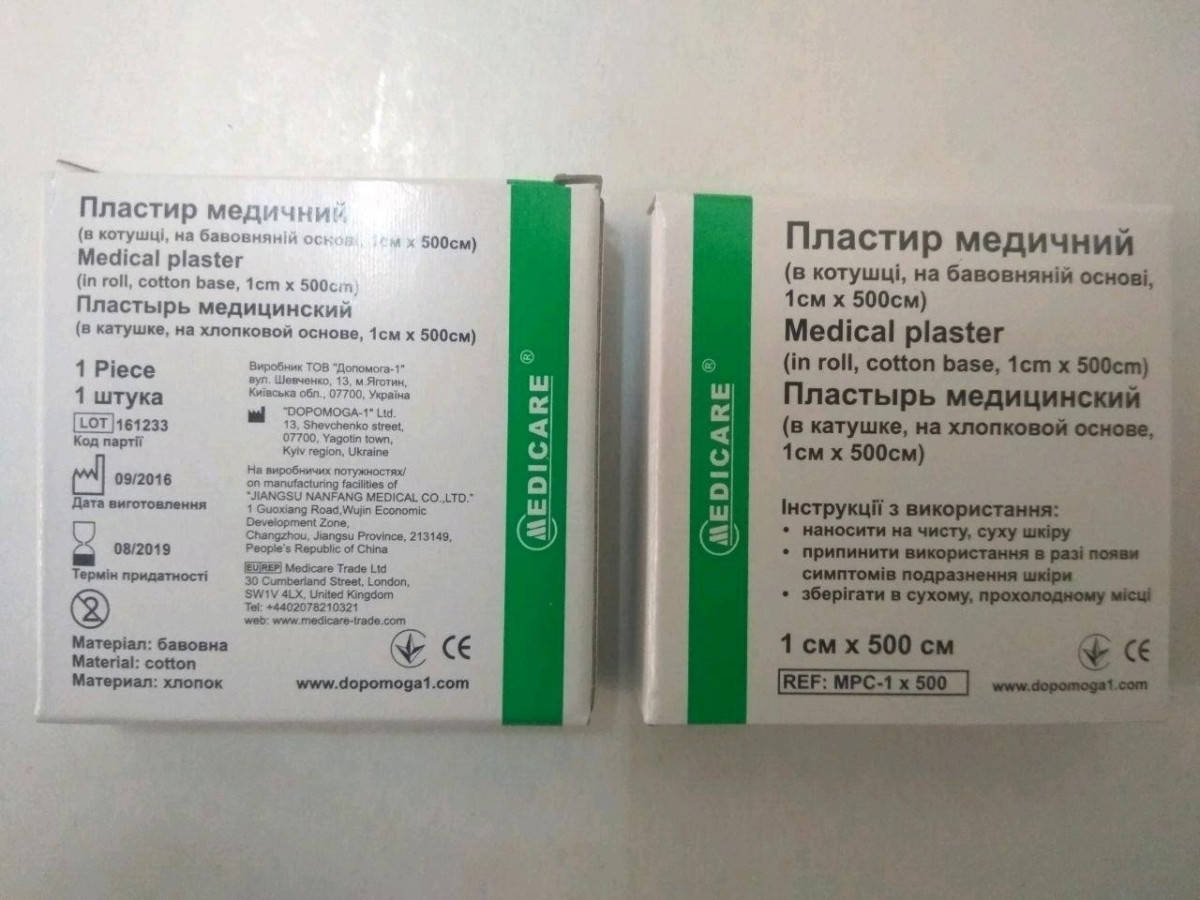 Пластир медичний
(в котушці, на бавовняній основі, 1см х 500см)
Medical plaster
(in roll, cotton base, 1cm x 500cm)
Пластырь медицинский
(в катушке, на хлопковой основе, 1см х 500см)
1 Piece
1 штука
LOT 161233
Код партії
09/2016
Дата виготовлення
08/2019
Термін придатності
2
Матеріал: бавовна
Material: cotton
Материал: хлопок
Виробник ТОВ "Допомога-1"
вул. Шевченко, 13, м.Яготин,
Київська обл., 07700, Україна
"DOPOMOGA-1" Ltd.
13, Shevchenko street,
07700, Yagotin town,
Kyiv region, Ukraine
На виробничих потужностях/
on manufacturing facilities of
"JIANGSU NANFANG MEDICAL CO.,LTD."
1 Guoxiang Road,Wujin Economic
Development Zone,
Changzhou, Jiangsu Province, 213149,
People's Republic of China
EU REP Medicare Trade Ltd
30 Cumberland Street, London,
SW1V 4LX, United Kingdom
Tel: +4402078210321
web: www.medicare-trade.com
CE
www.dopomoga1.com
MEDICARE ®
MEDICARE ®
Пластир медичний
(в котушці, на бавовняній основі,
1см х 500см)
Medical plaster
(in roll, cotton base, 1cm x 500cm)
Пластырь медицинский
(в катушке, на хлопковой основе,
1см х 500см)
Інструкції з використання:
• наносити на чисту, суху шкіру
• припинити використання в разі появи
симптомів подразнення шкіри
• зберігати в сухому, прохолодному місці
1 см х 500 см
CE
REF: MPC-1 x 500
www.dopomoga1.com